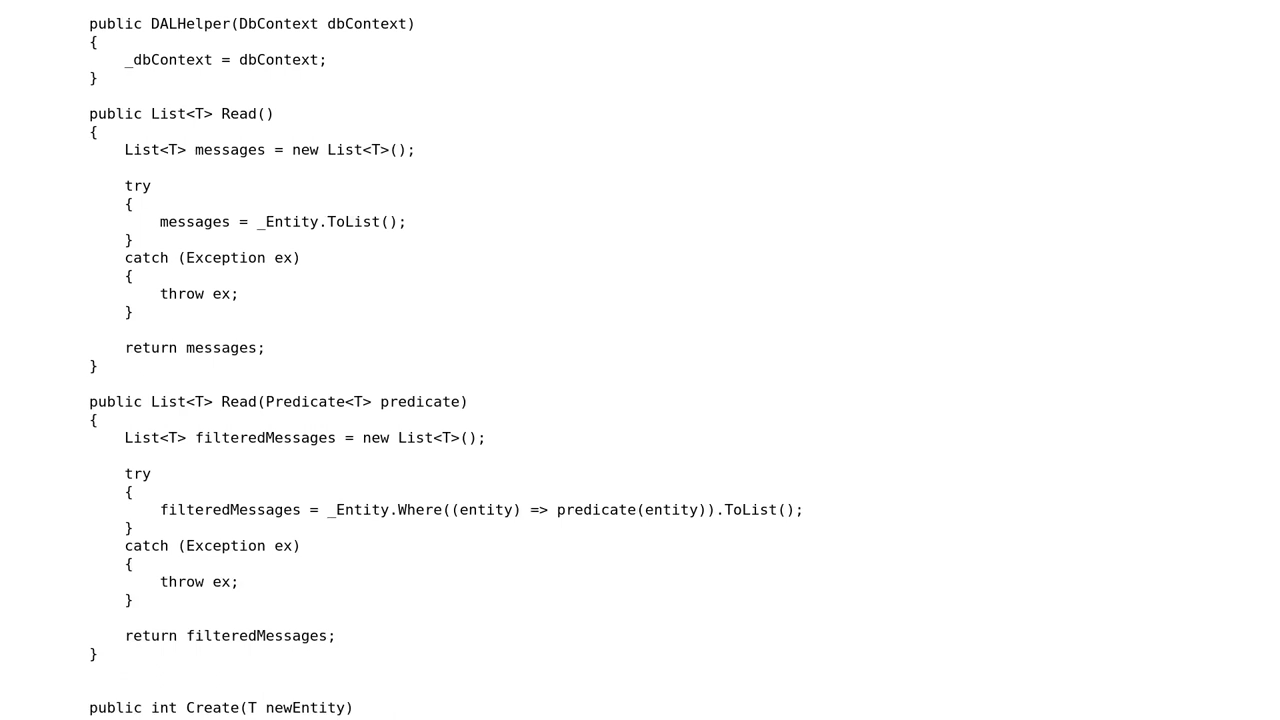 public DALHelper(DbContext dbContext)
{
    _dbContext = dbContext;
}

public List<T> Read()
{
    List<T> messages = new List<T>();

    try
    {
        messages = _Entity.ToList();
    }
    catch (Exception ex)
    {
        throw ex;
    }

    return messages;
}

public List<T> Read(Predicate<T> predicate)
{
    List<T> filteredMessages = new List<T>();

    try
    {
        filteredMessages = _Entity.Where((entity) => predicate(entity)).ToList();
    }
    catch (Exception ex)
    {
        throw ex;
    }

    return filteredMessages;
}

public int Create(T newEntity)